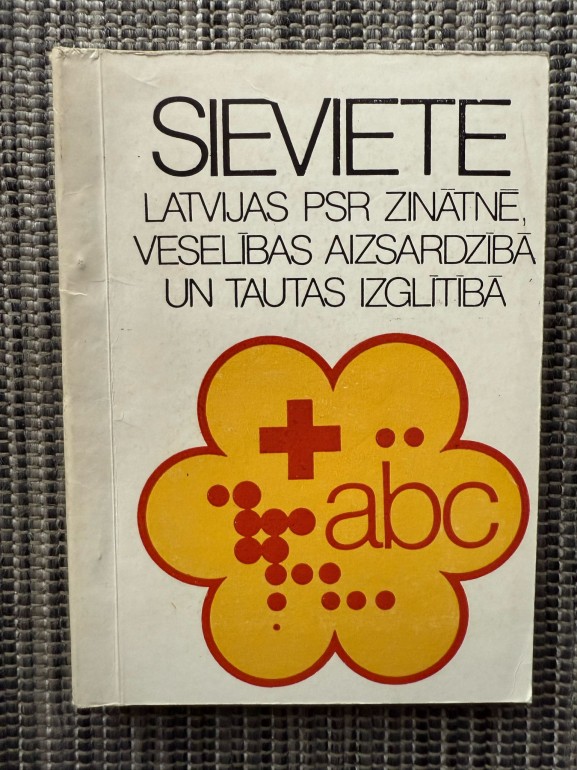 SIEVIETE
LATVIJAS PSR ZINĀTNĒ,
VESELĪBAS AIZSARDZĪBĀ
UN TAUTAS IZGLĪTĪBĀ
abc